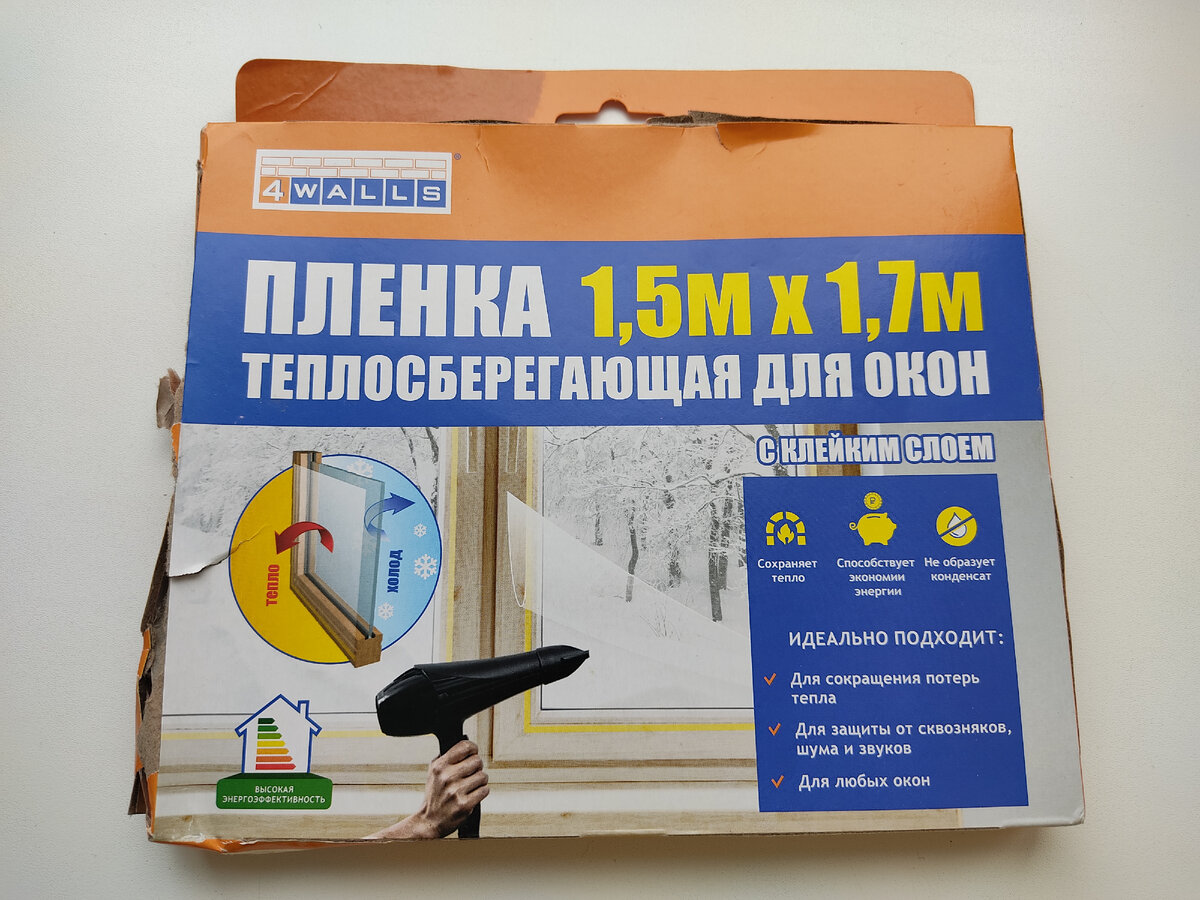 4WALLS®
ПЛЕНКА 1,5М Х 1,7М
ТЕПЛОСБЕРЕГАЮЩАЯ ДЛЯ ОКОН
С КЛЕЙКИМ СЛОЕМ
тепло
холод
Сохраняет
тепло
Способствует
экономии
энергии
Не образует
конденсат
ИДЕАЛЬНО ПОДХОДИТ:
Для сокращения потерь
тепла
Для защиты от сквозняков,
шума и звуков
Для любых окон
ВЫСОКАЯ
ЭНЕРГОЭФФЕКТИВНОСТЬ